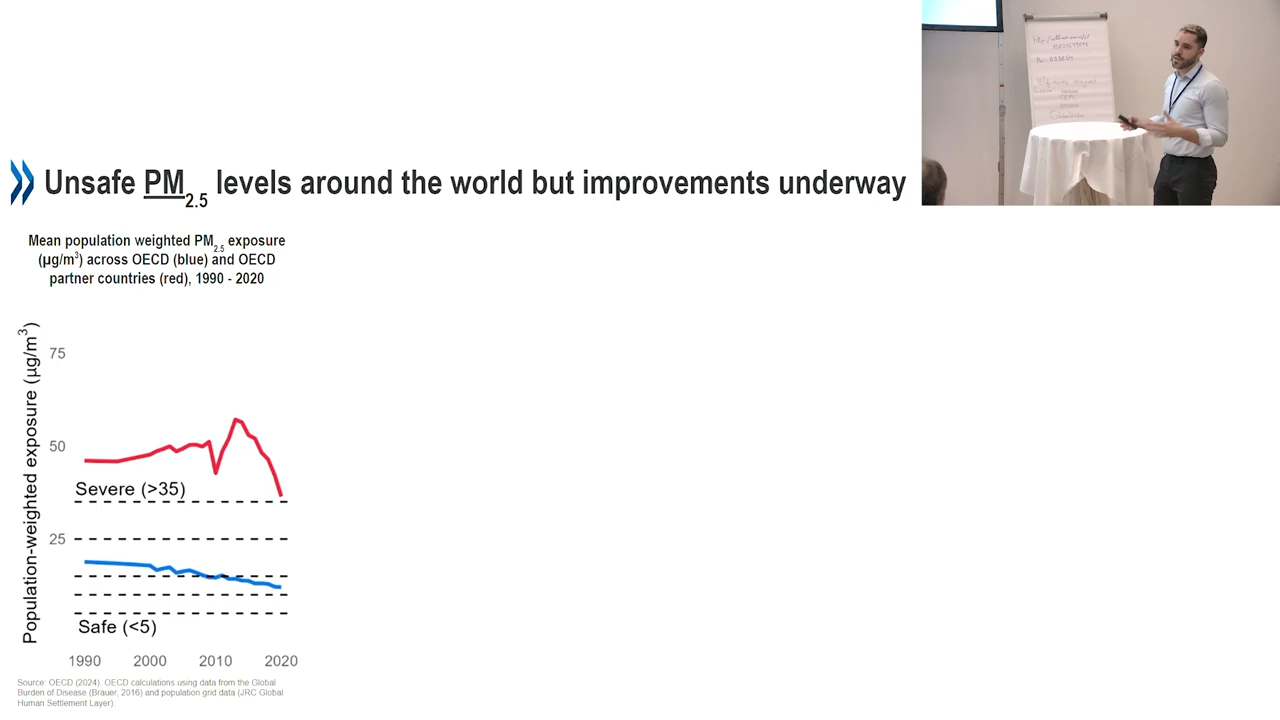 Unsafe PM2.5 levels around the world but improvements underway
Mean population weighted PM2.5 exposure
(µg/m³) across OECD (blue) and OECD
partner countries (red), 1990 - 2020
Population-weighted exposure (µg/m³)
75
50
Severe (>35)
25
Safe (<5)
1990 2000 2010 2020
Source: OECD (2024). OECD calculations using data from the Global
Burden of Disease (Brauer, 2016) and population grid data (JRC Global
Human Settlement Layer).